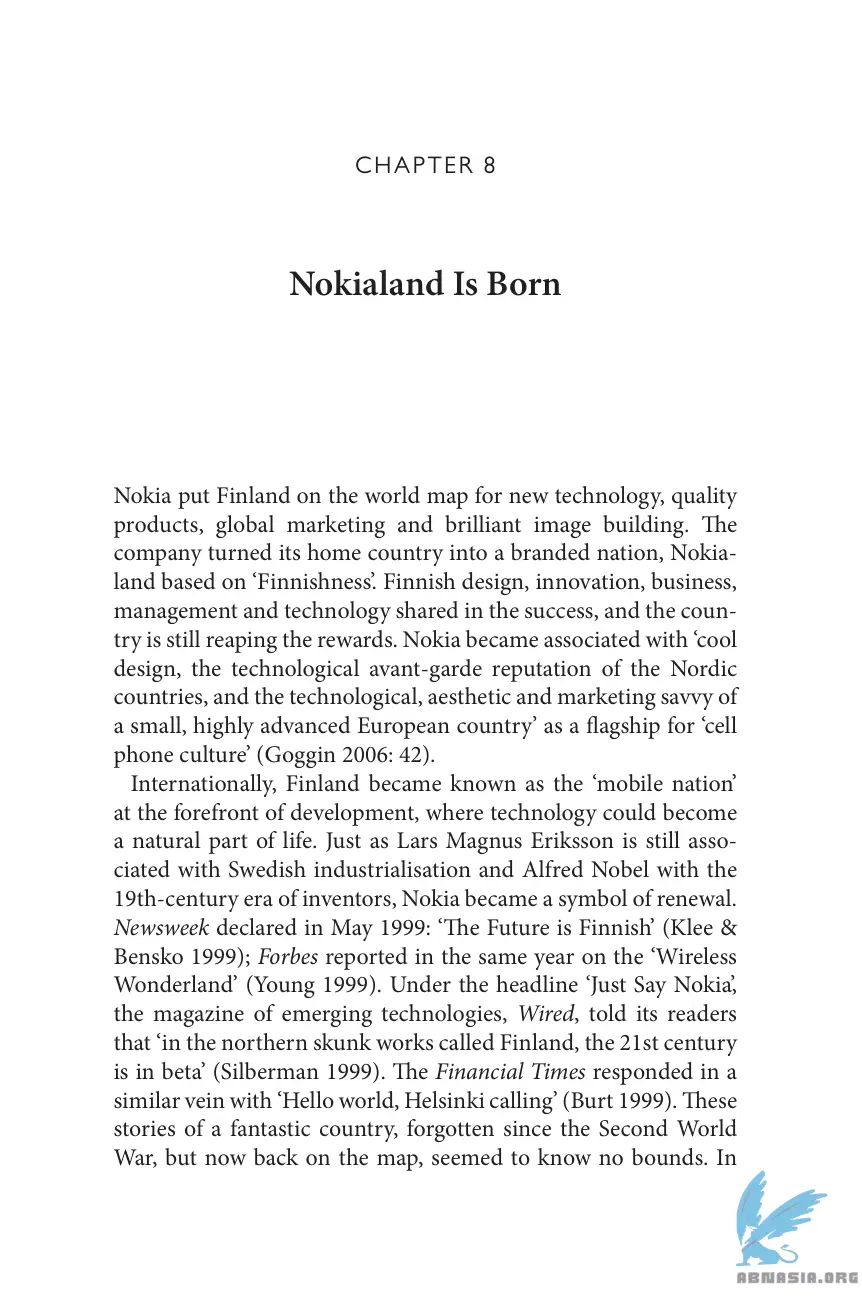 CHAPTER 8
Nokialand Is Born
Nokia put Finland on the world map for new technology, quality
products, global marketing and brilliant image building. The
company turned its home country into a branded nation, Nokia-
land based on ‘Finnishness’. Finnish design, innovation, business,
management and technology shared in the success, and the coun-
try is still reaping the rewards. Nokia became associated with ‘cool
design, the technological avant-garde reputation of the Nordic
countries, and the technological, aesthetic and marketing savvy of
a small, highly advanced European country’ as a flagship for ‘cell
phone culture’ (Goggin 2006: 42).
Internationally, Finland became known as the ‘mobile nation’
at the forefront of development, where technology could become
a natural part of life. Just as Lars Magnus Eriksson is still asso-
ciated with Swedish industrialisation and Alfred Nobel with the
19th-century era of inventors, Nokia became a symbol of renewal.
Newsweek declared in May 1999: ‘The Future is Finnish’ (Klee &
Bensko 1999); Forbes reported in the same year on the ‘Wireless
Wonderland’ (Young 1999). Under the headline ‘Just Say Nokia’,
the magazine of emerging technologies, Wired, told its readers
that ‘in the northern skunk works called Finland, the 21st century
is in beta’ (Silberman 1999). The Financial Times responded in a
similar vein with ‘Hello world, Helsinki calling’ (Burt 1999). These
stories of a fantastic country, forgotten since the Second World
War, but now back on the map, seemed to know no bounds. In
ABNASIA.ORG